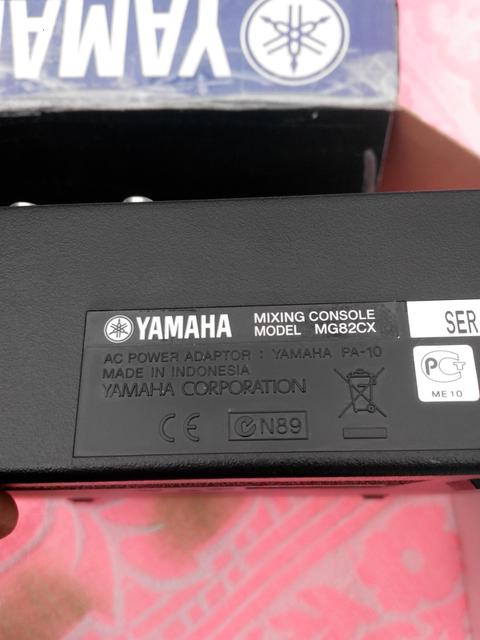 YAMAHA
YAMAHA MIXING CONSOLE
MODEL MG82CX
SER
AC POWER ADAPTOR : YAMAHA PA-10
MADE IN INDONESIA
YAMAHA CORPORATION
CE N89
PCT
ME10